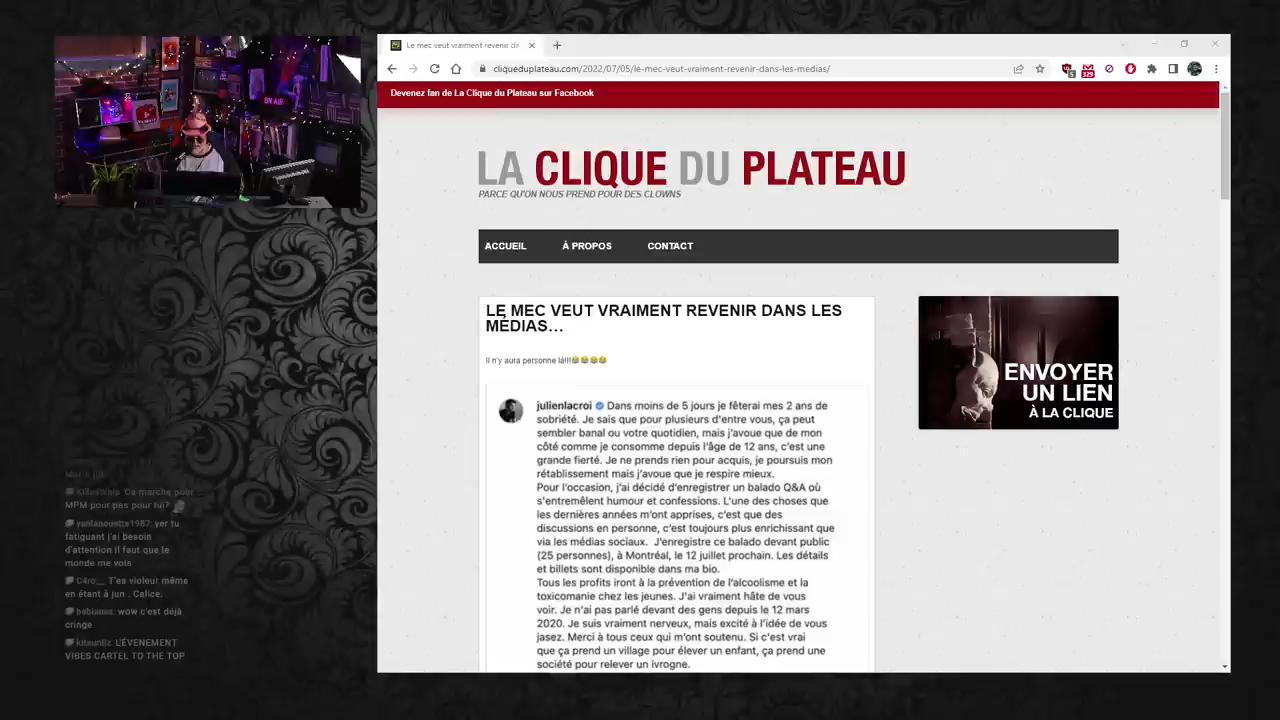 Le mec veut vraiment revenir da
cliqueduplateau.com/2022/07/05/le-mec-veut-vraiment-revenir-dans-les-medias/
5
329
Devenez fan de La Clique du Plateau sur Facebook
LA CLIQUE DU PLATEAU
PARCE QU'ON NOUS PREND POUR DES CLOWNS
ACCUEIL
À PROPOS
CONTACT
LE MEC VEUT VRAIMENT REVENIR DANS LES
MÉDIAS...
Il n'y aura personne là!!!😂😂😂😂
julienlacroi Dans moins de 5 jours je fêterai mes 2 ans de
sobriété. Je sais que pour plusieurs d'entre vous, ça peut
sembler banal ou votre quotidien, mais j'avoue que de mon
côté comme je consomme depuis l'âge de 12 ans, c'est une
grande fierté. Je ne prends rien pour acquis, je poursuis mon
rétablissement mais j'avoue que je respire mieux.
Pour l'occasion, j'ai décidé d'enregistrer un balado Q&A où
s'entremêlent humour et confessions. L'une des choses que
les dernières années m'ont apprises, c'est que des
discussions en personne, c'est toujours plus enrichissant que
via les médias sociaux. J'enregistre ce balado devant public
(25 personnes), à Montréal, le 12 juillet prochain. Les détails
et billets sont disponible dans ma bio.
Tous les profits iront à la prévention de l'alcoolisme et la
toxicomanie chez les jeunes. J'ai vraiment hâte de vous
voir. Je n'ai pas parlé devant des gens depuis le 12 mars
2020. Je suis vraiment nerveux, mais excité à l'idée de vous
jasez. Merci à tous ceux qui m'ont soutenu. Si c'est vrai
que ça prend un village pour élever un enfant, ça prend une
société pour relever un ivrogne.
ENVOYER
UN LIEN
À LA CLIQUE
ON AIR
KilledWhip: Ca marche pour
MPM pour pas pour lui?
yanlanouette1987: yer tu
fatiguant j'ai besoin
d'attention il faut que le
monde me vois
C4ro__ T'es violeur même
en étant à jun . Calice.
bebianns: wow c'est déjà
cringe
L'ÉVENEMENT
VIBES CARTEL TO THE TOP